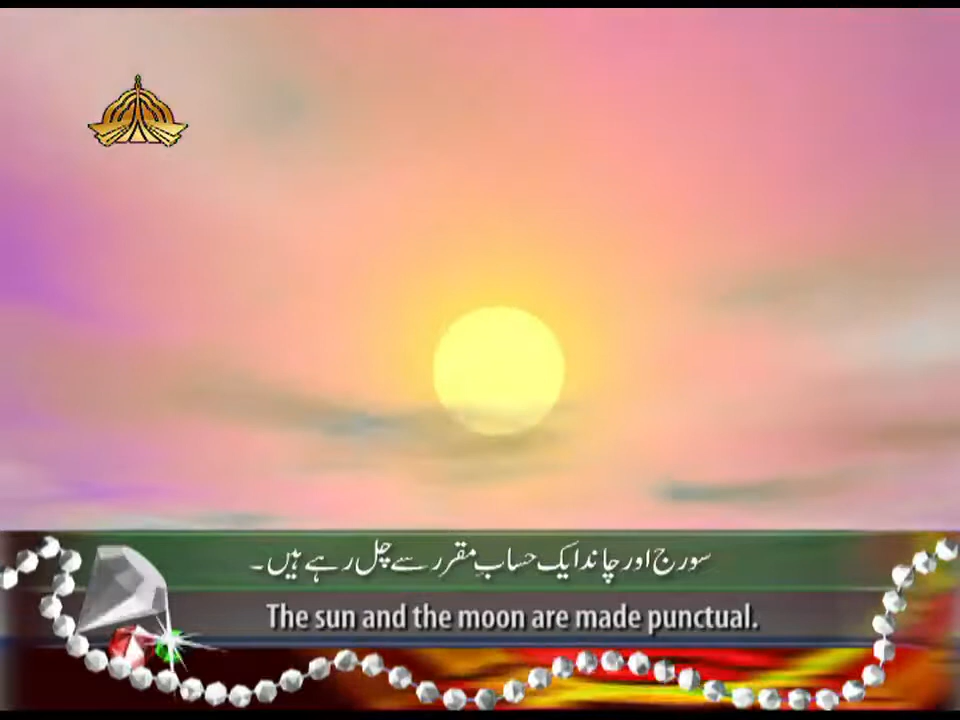 سورج اور چاند ایک حسابِ مقرر سے چل رہے ہیں۔
The sun and the moon are made punctual.